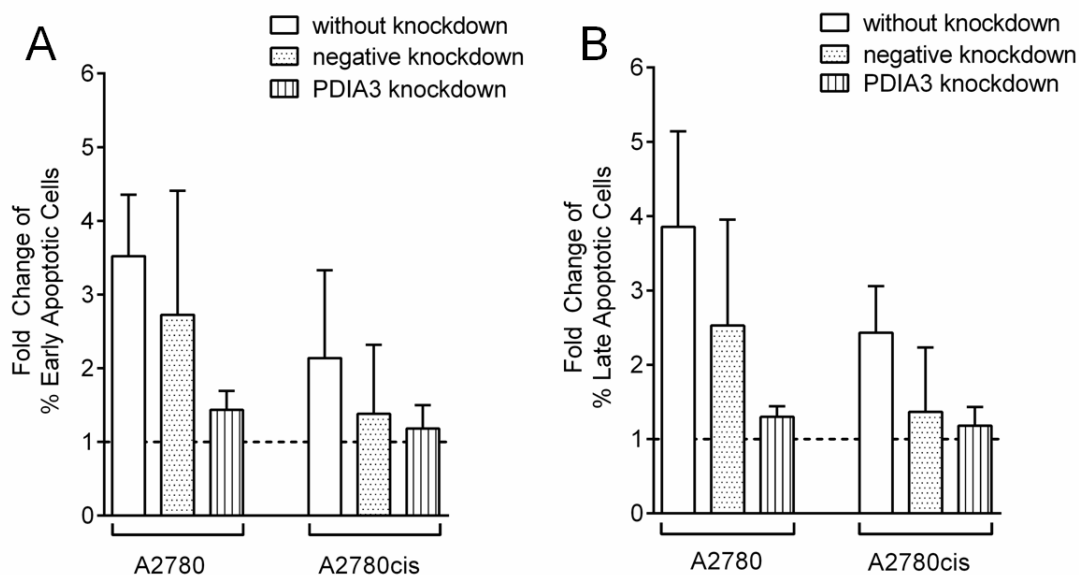 A
without knockdown
negative knockdown
PDIA3 knockdown
Fold Change of
% Early Apoptotic Cells
6
5
4
3
2
1
0
A2780
A2780cis
B
without knockdown
negative knockdown
PDIA3 knockdown
Fold Change of
% Late Apoptotic Cells
6
5
4
3
2
1
0
A2780
A2780cis